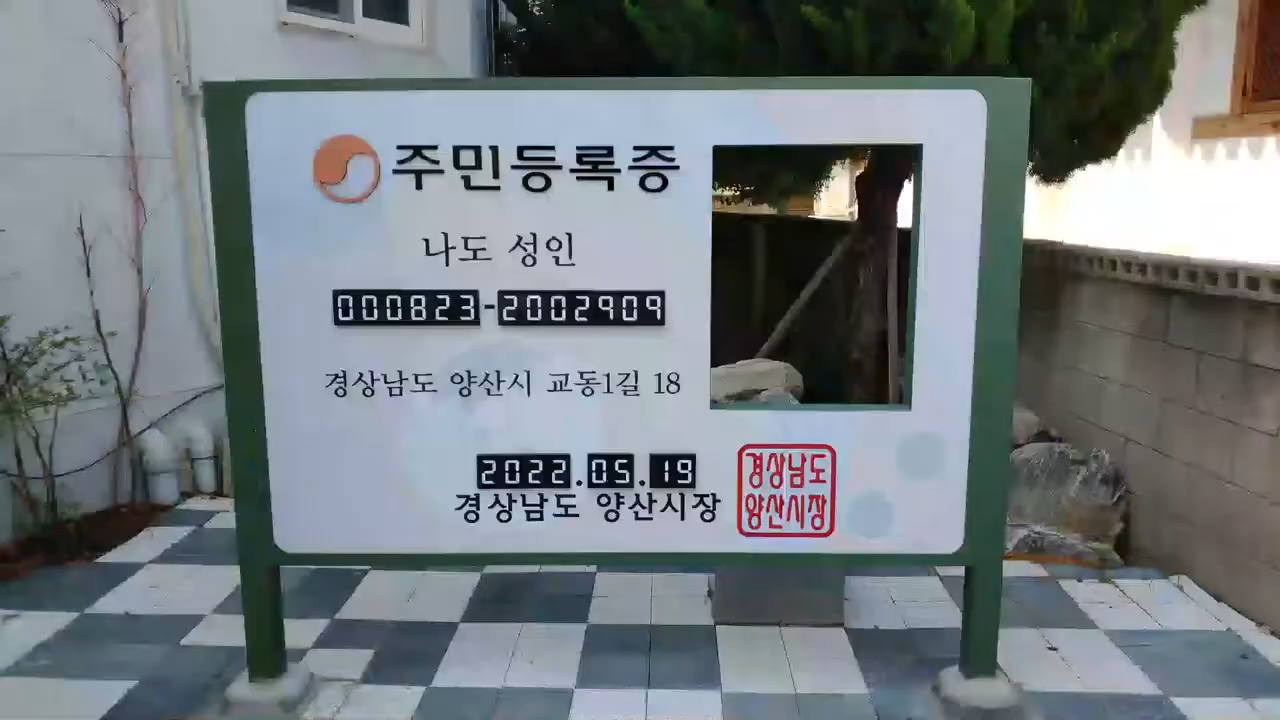 주민등록증
나도 성인
000823-2002909
경상남도 양산시 교동1길 18
2022.05.19
경상남도 양산시장
경상남도
양산시장